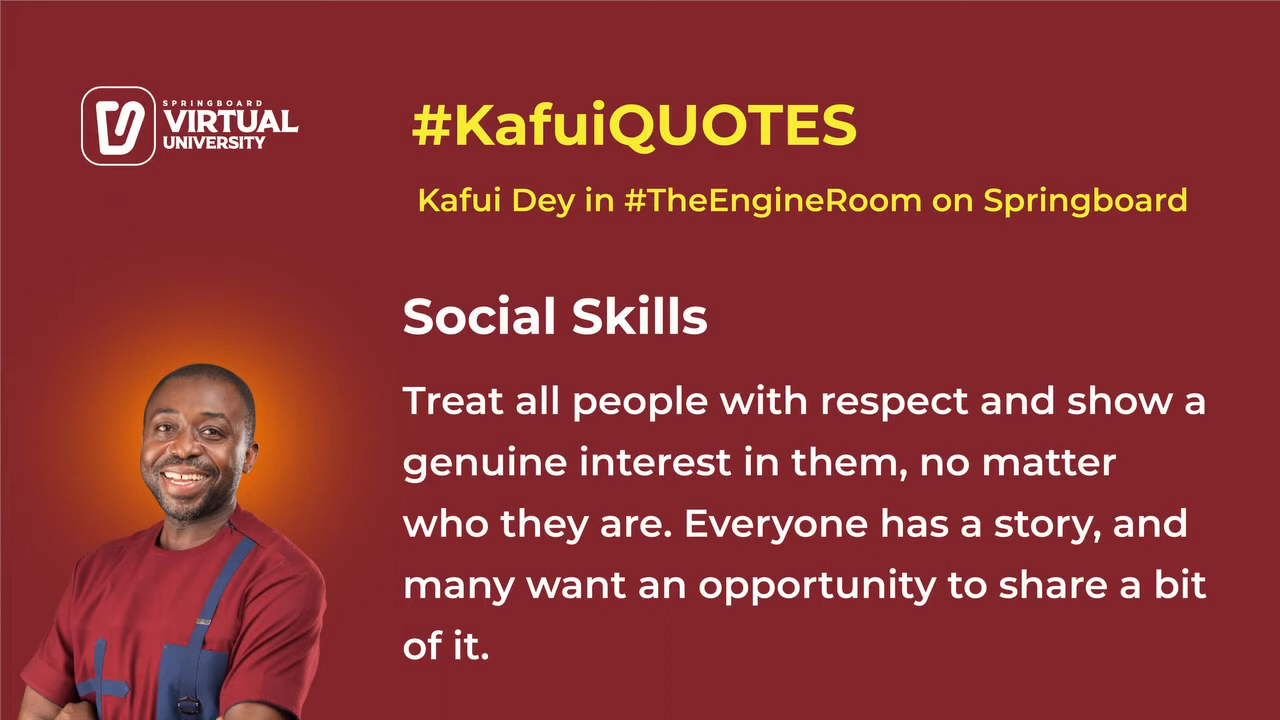 SPRINGBOARD
VIRTUAL
UNIVERSITY
#KafuiQUOTES
Kafui Dey in #TheEngineRoom on Springboard
Social Skills
Treat all people with respect and show a
genuine interest in them, no matter
who they are. Everyone has a story, and
many want an opportunity to share a bit
of it.